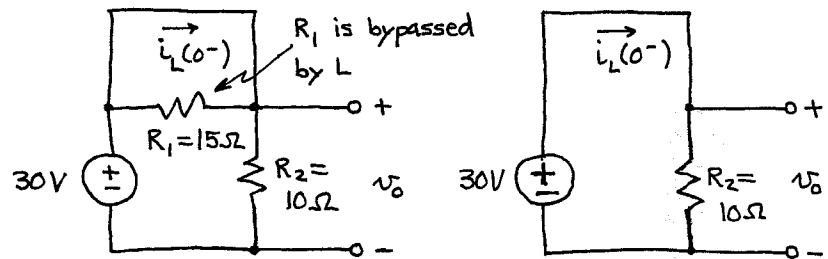 i_L(0-)
R₁ is bypassed
by L
R₁=15Ω
+
30V
+
-
R₂=
10Ω
v₀
-
i_L(0-)
+
30V
+
-
R₂=
10Ω
v₀
-